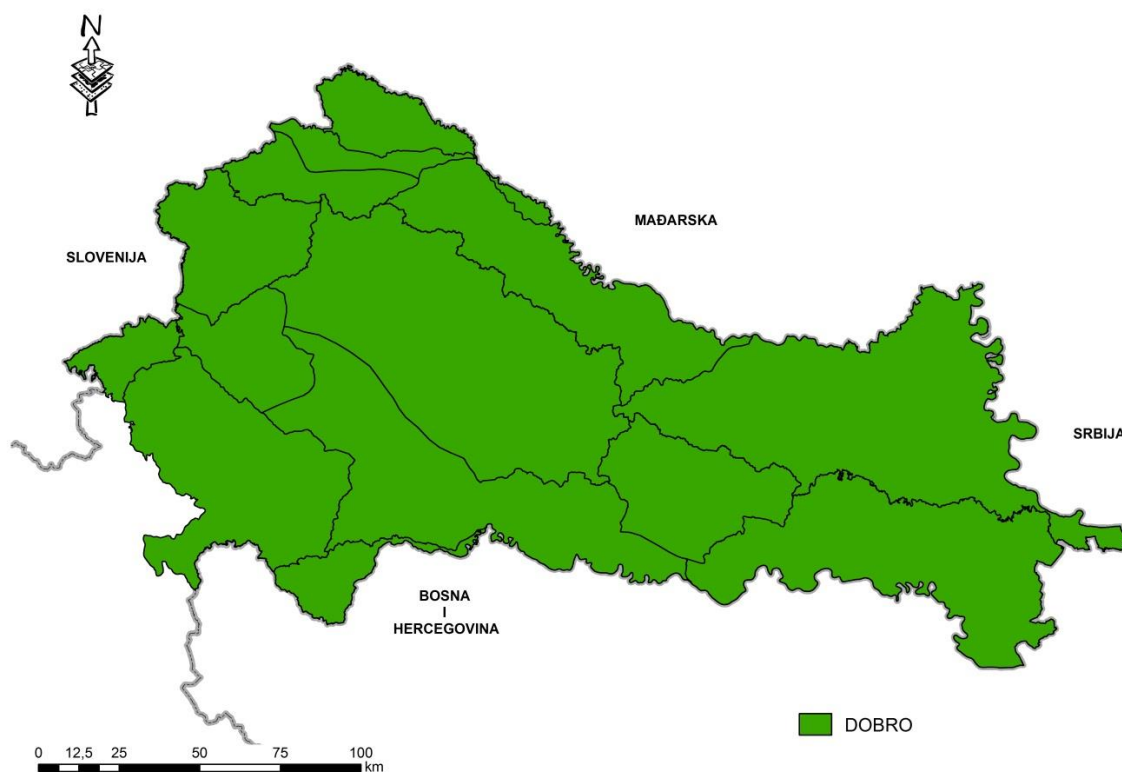 N
MAĐARSKA
SLOVENIJA
SRBIJA
BOSNA
I
HERCEGOVINA
DOBRO
0 12,5 25 50 75 100
km